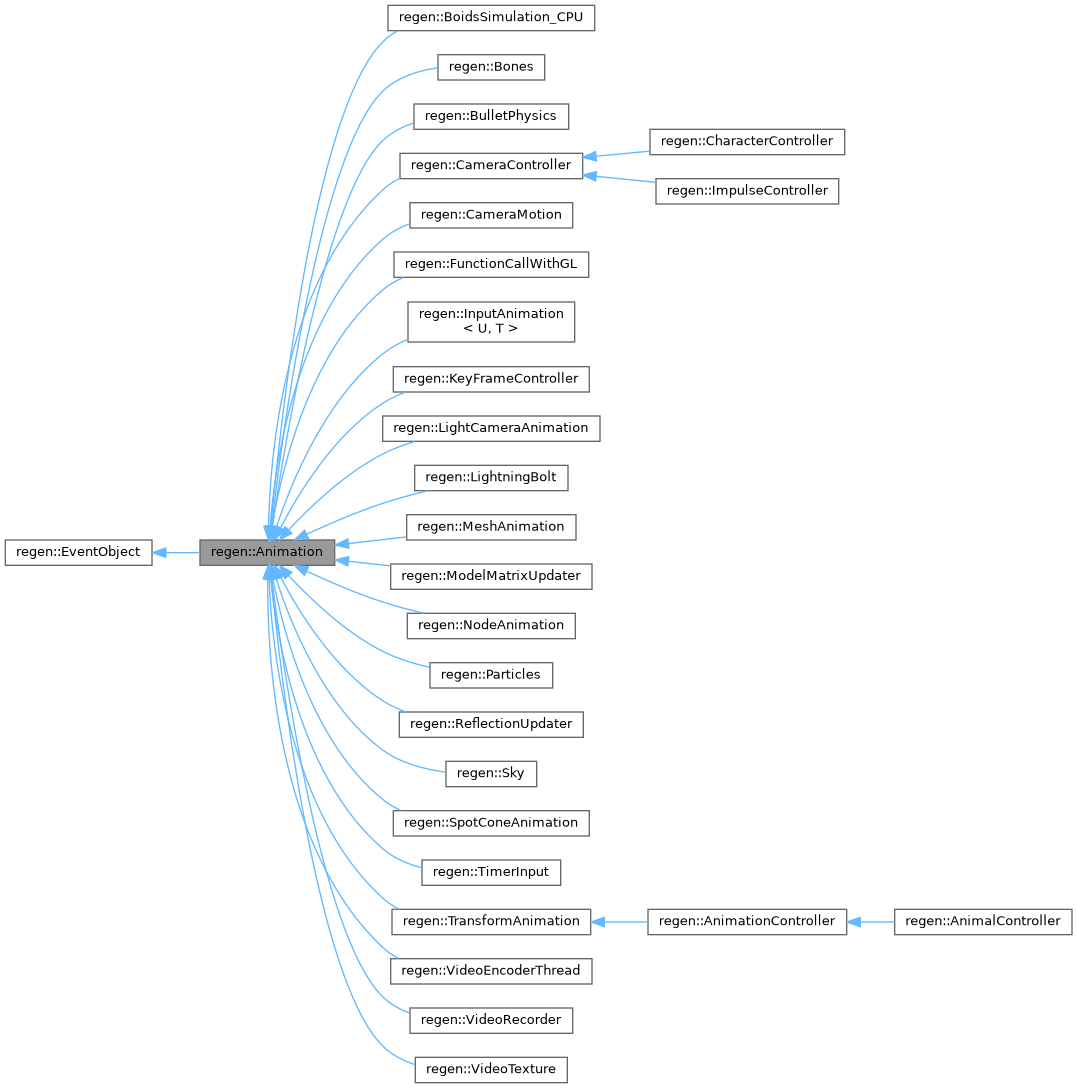 regen::BoidsSimulation_CPU
regen::Bones
regen::BulletPhysics
regen::CharacterController
regen::CameraController
regen::ImpulseController
regen::CameraMotion
regen::FunctionCallWithGL
regen::InputAnimation
< U, T >
regen::KeyFrameController
regen::LightCameraAnimation
regen::LightningBolt
regen::MeshAnimation
regen::EventObject
regen::Animation
regen::ModelMatrixUpdater
regen::NodeAnimation
regen::Particles
regen::ReflectionUpdater
regen::Sky
regen::SpotConeAnimation
regen::TimerInput
regen::TransformAnimation
regen::AnimationController
regen::AnimalController
regen::VideoEncoderThread
regen::VideoRecorder
regen::VideoTexture